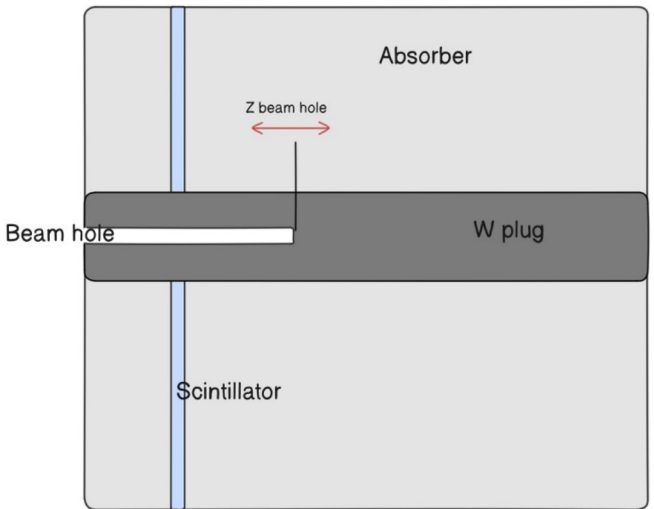 Absorber
Z beam hole
Beam hole
W plug
Scintillator